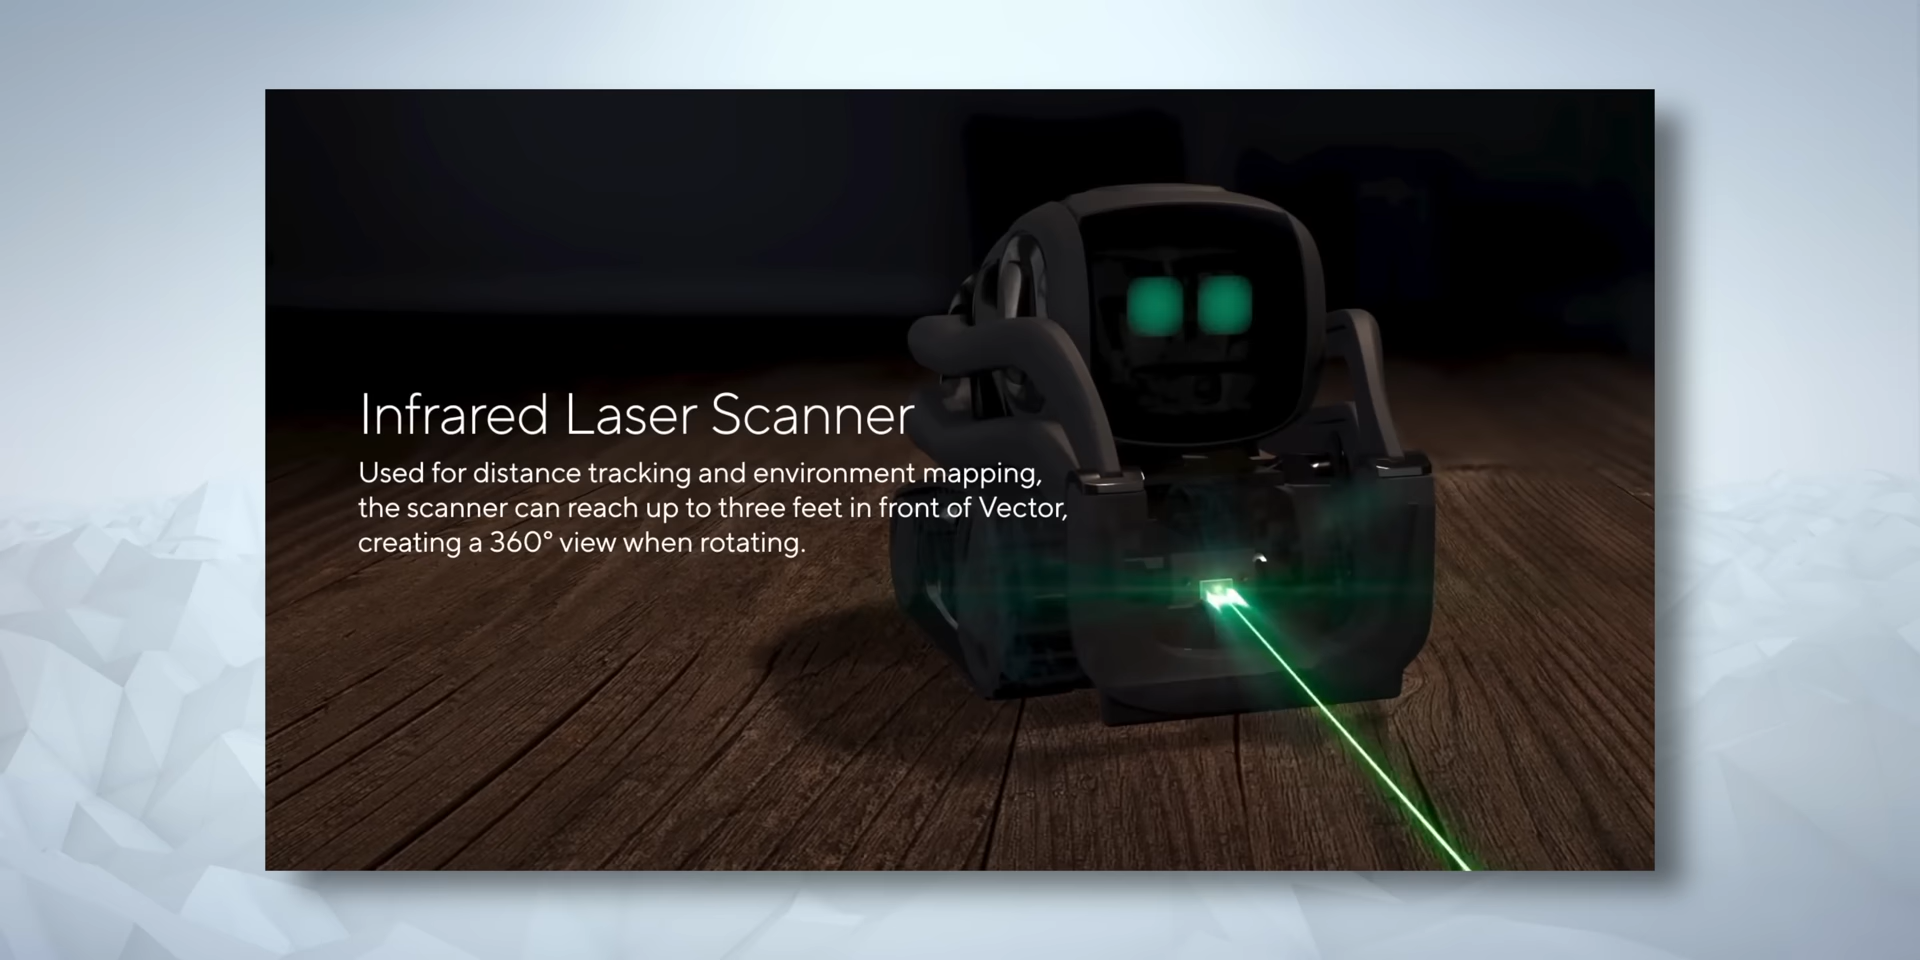 Infrared Laser Scanner
Used for distance tracking and environment mapping,
the scanner can reach up to three feet in front of Vector,
creating a 360° view when rotating.